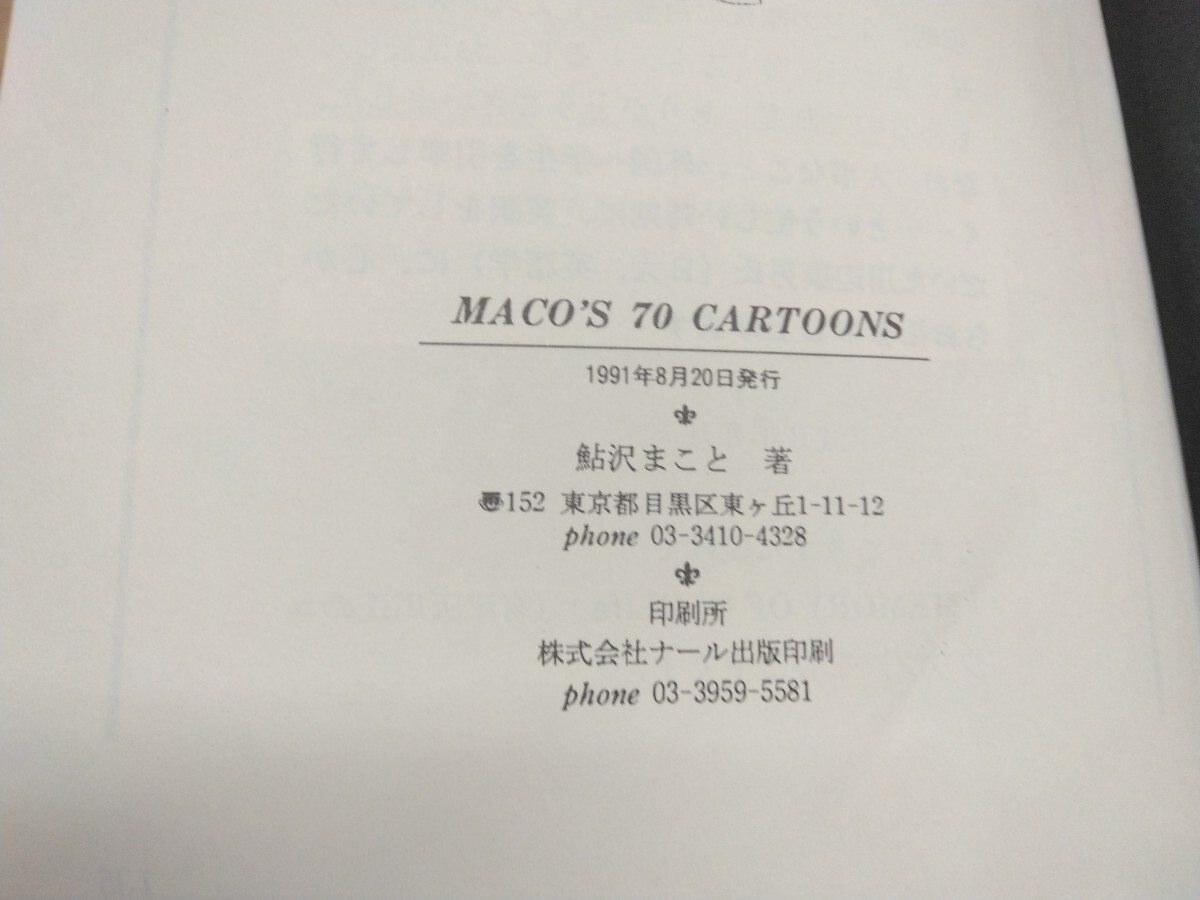 MACO'S 70 CARTOONS
1991年8月20日発行
鮎沢まこと 著
〠152 東京都目黒区東ヶ丘1-11-12
phone 03-3410-4328
印刷所
株式会社ナール出版印刷
phone 03-3959-5581